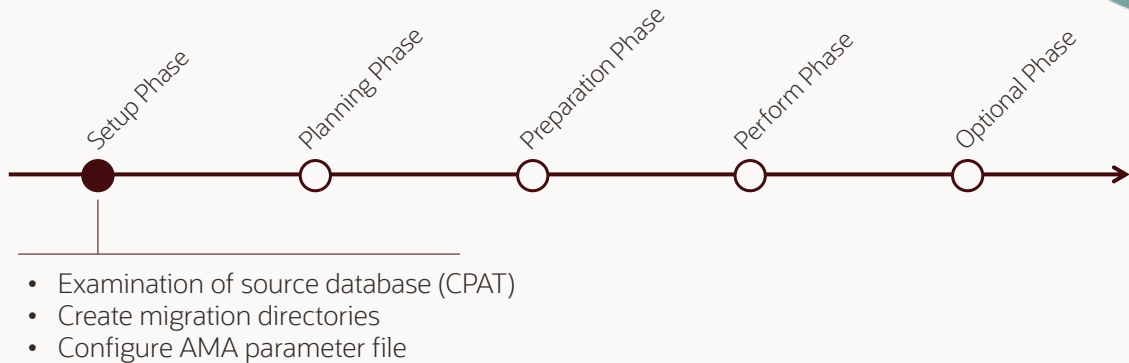 Setup Phase
Planning Phase
Preparation Phase
Perform Phase
Optional Phase
• Examination of source database (CPAT)
• Create migration directories
• Configure AMA parameter file